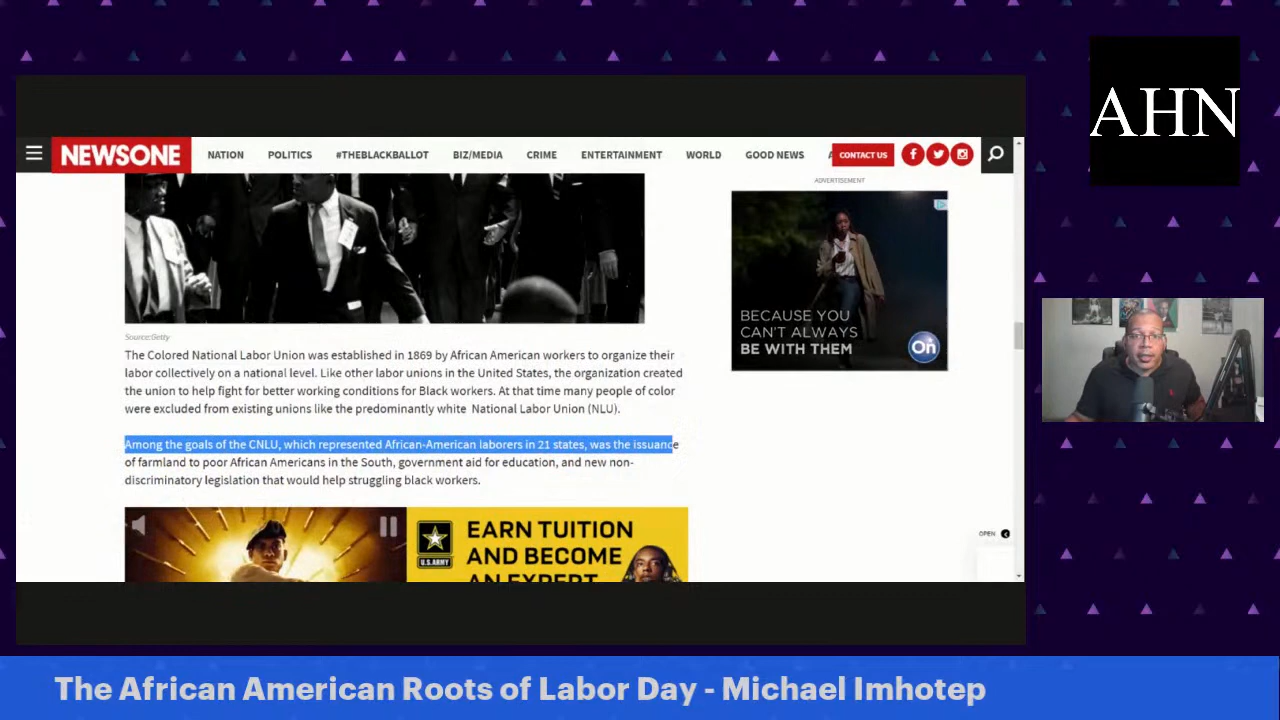 AHN
NEWSONE
NATION
POLITICS
#THEBLACKBALLOT
BIZ/MEDIA
CRIME
ENTERTAINMENT
WORLD
GOOD NEWS
CONTACT US
ADVERTISEMENT
BECAUSE YOU
CAN'T ALWAYS
BE WITH THEM
On
Source:Getty
The Colored National Labor Union was established in 1869 by African American workers to organize their
labor collectively on a national level. Like other labor unions in the United States, the organization created
the union to help fight for better working conditions for Black workers. At that time many people of color
were excluded from existing unions like the predominantly white National Labor Union (NLU).
Among the goals of the CNLU, which represented African-American laborers in 21 states, was the issuance
of farmland to poor African Americans in the South, government aid for education, and new non-
discriminatory legislation that would help struggling black workers.
OPEN
U.S.ARMY
EARN TUITION
AND BECOME
AN EXPERT
The African American Roots of Labor Day - Michael Imhotep